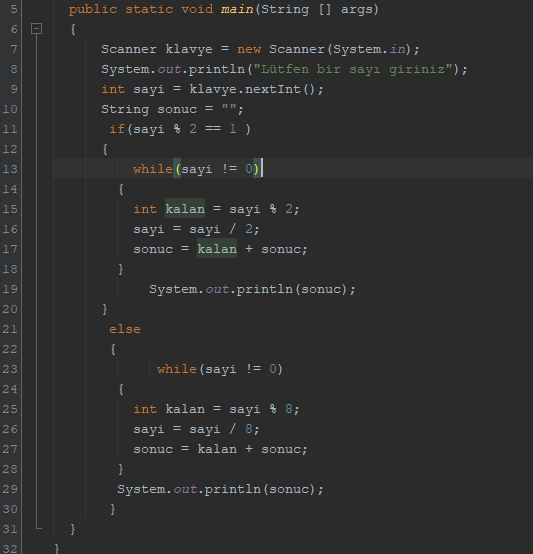 5 public static void main(String [] args)
6 {
7 Scanner klavye = new Scanner(System.in);
8 System.out.println("Lütfen bir sayı giriniz");
9 int sayi = klavye.nextInt();
10 String sonuc = "";
11 if(sayi % 2 == 1 )
12 {
13 while(sayi != 0)
14 {
15 int kalan = sayi % 2;
16 sayi = sayi / 2;
17 sonuc = kalan + sonuc;
18 }
19 System.out.println(sonuc);
20 }
21 else
22 {
23 while(sayi != 0)
24 {
25 int kalan = sayi % 8;
26 sayi = sayi / 8;
27 sonuc = kalan + sonuc;
28 }
29 System.out.println(sonuc);
30 }
31 }
32 }